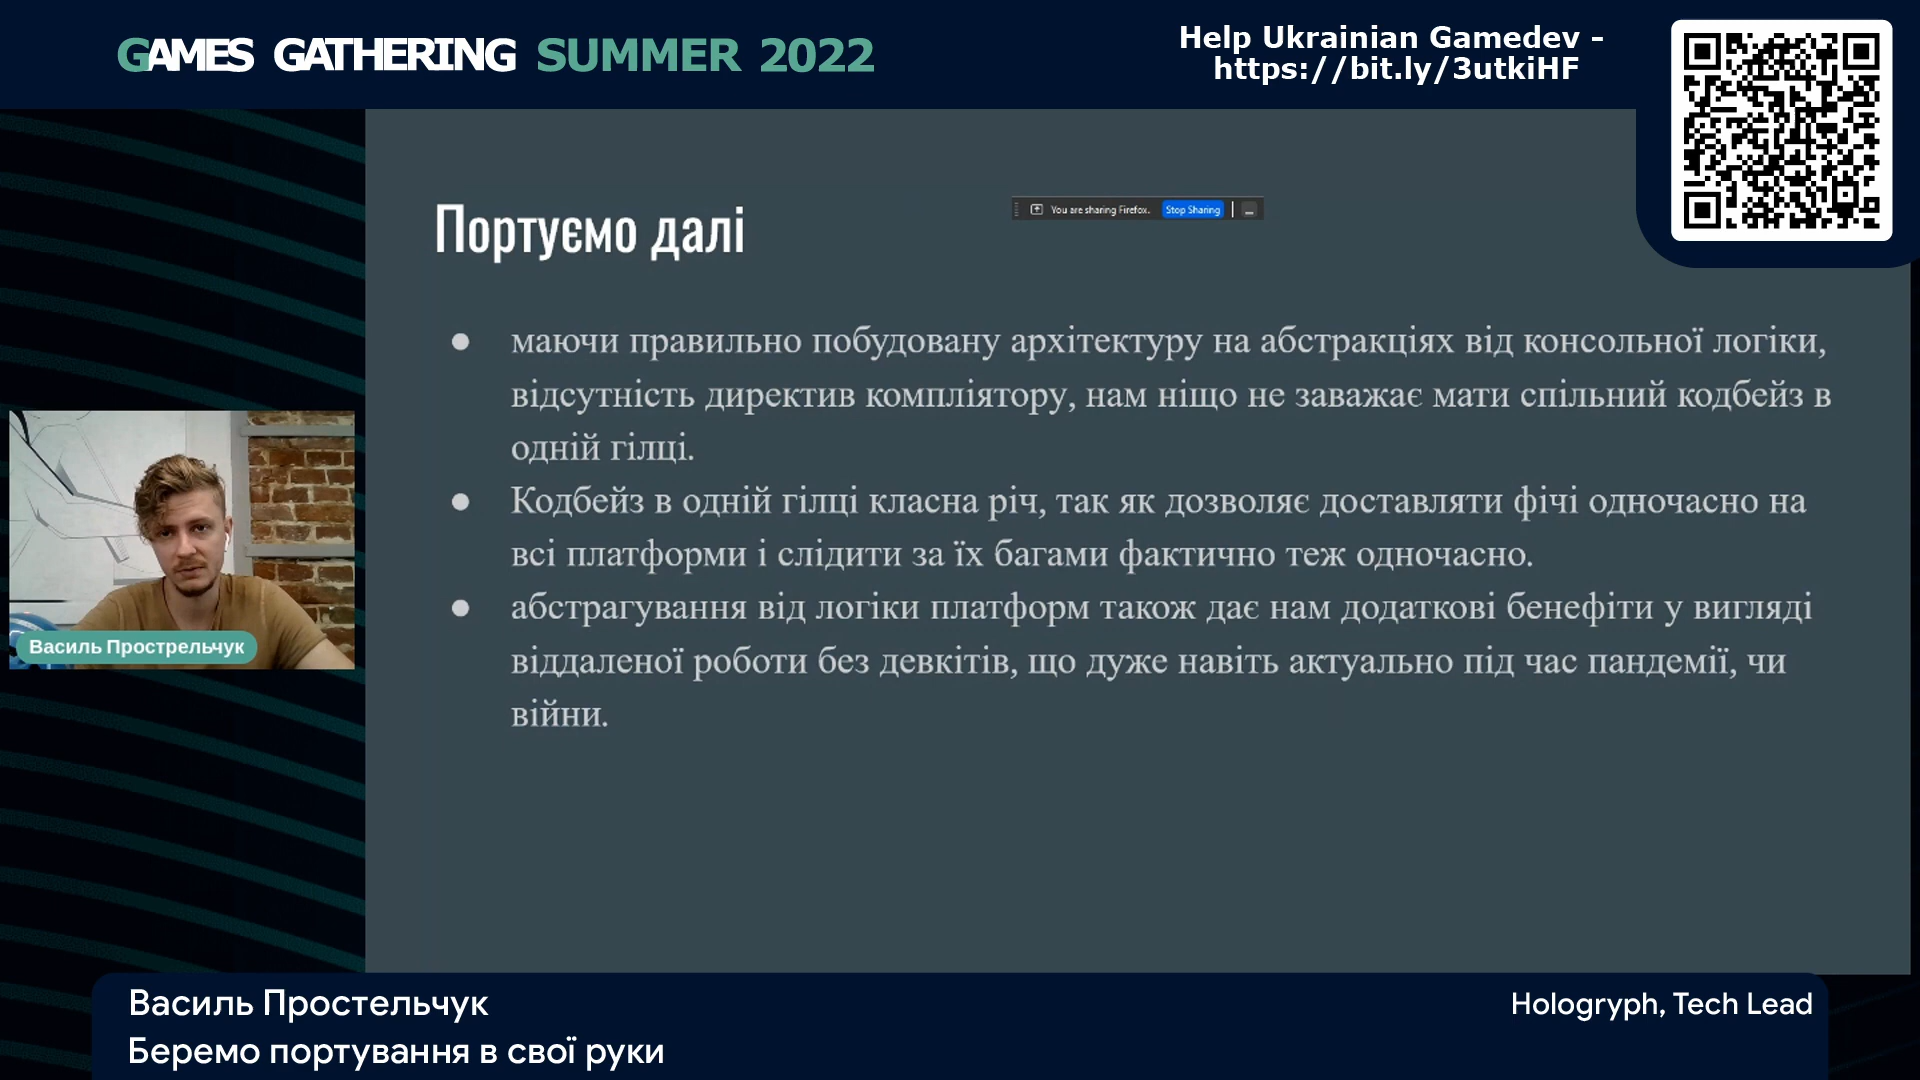 GAMES GATHERING SUMMER 2022
Help Ukrainian Gamedev -
https://bit.ly/3utkiHF
You are sharing Firefox. Stop Sharing
Портуємо далі
● маючи правильно побудовану архітектуру на абстракціях від консольної логіки,
відсутність директив компліятору, нам ніщо не заважає мати спільний кодбейз в
одній гілці.
● Кодбейз в одній гілці класна річ, так як дозволяє доставляти фічі одночасно на
всі платформи і слідити за їх багами фактично теж одночасно.
● абстрагування від логіки платформ також дає нам додаткові бенефіти у вигляді
віддаленої роботи без девкітів, що дуже навіть актуально під час пандемії, чи
війни.
Василь Прострельчук
Василь Простельчук
Hologryph, Tech Lead
Беремо портування в свої руки